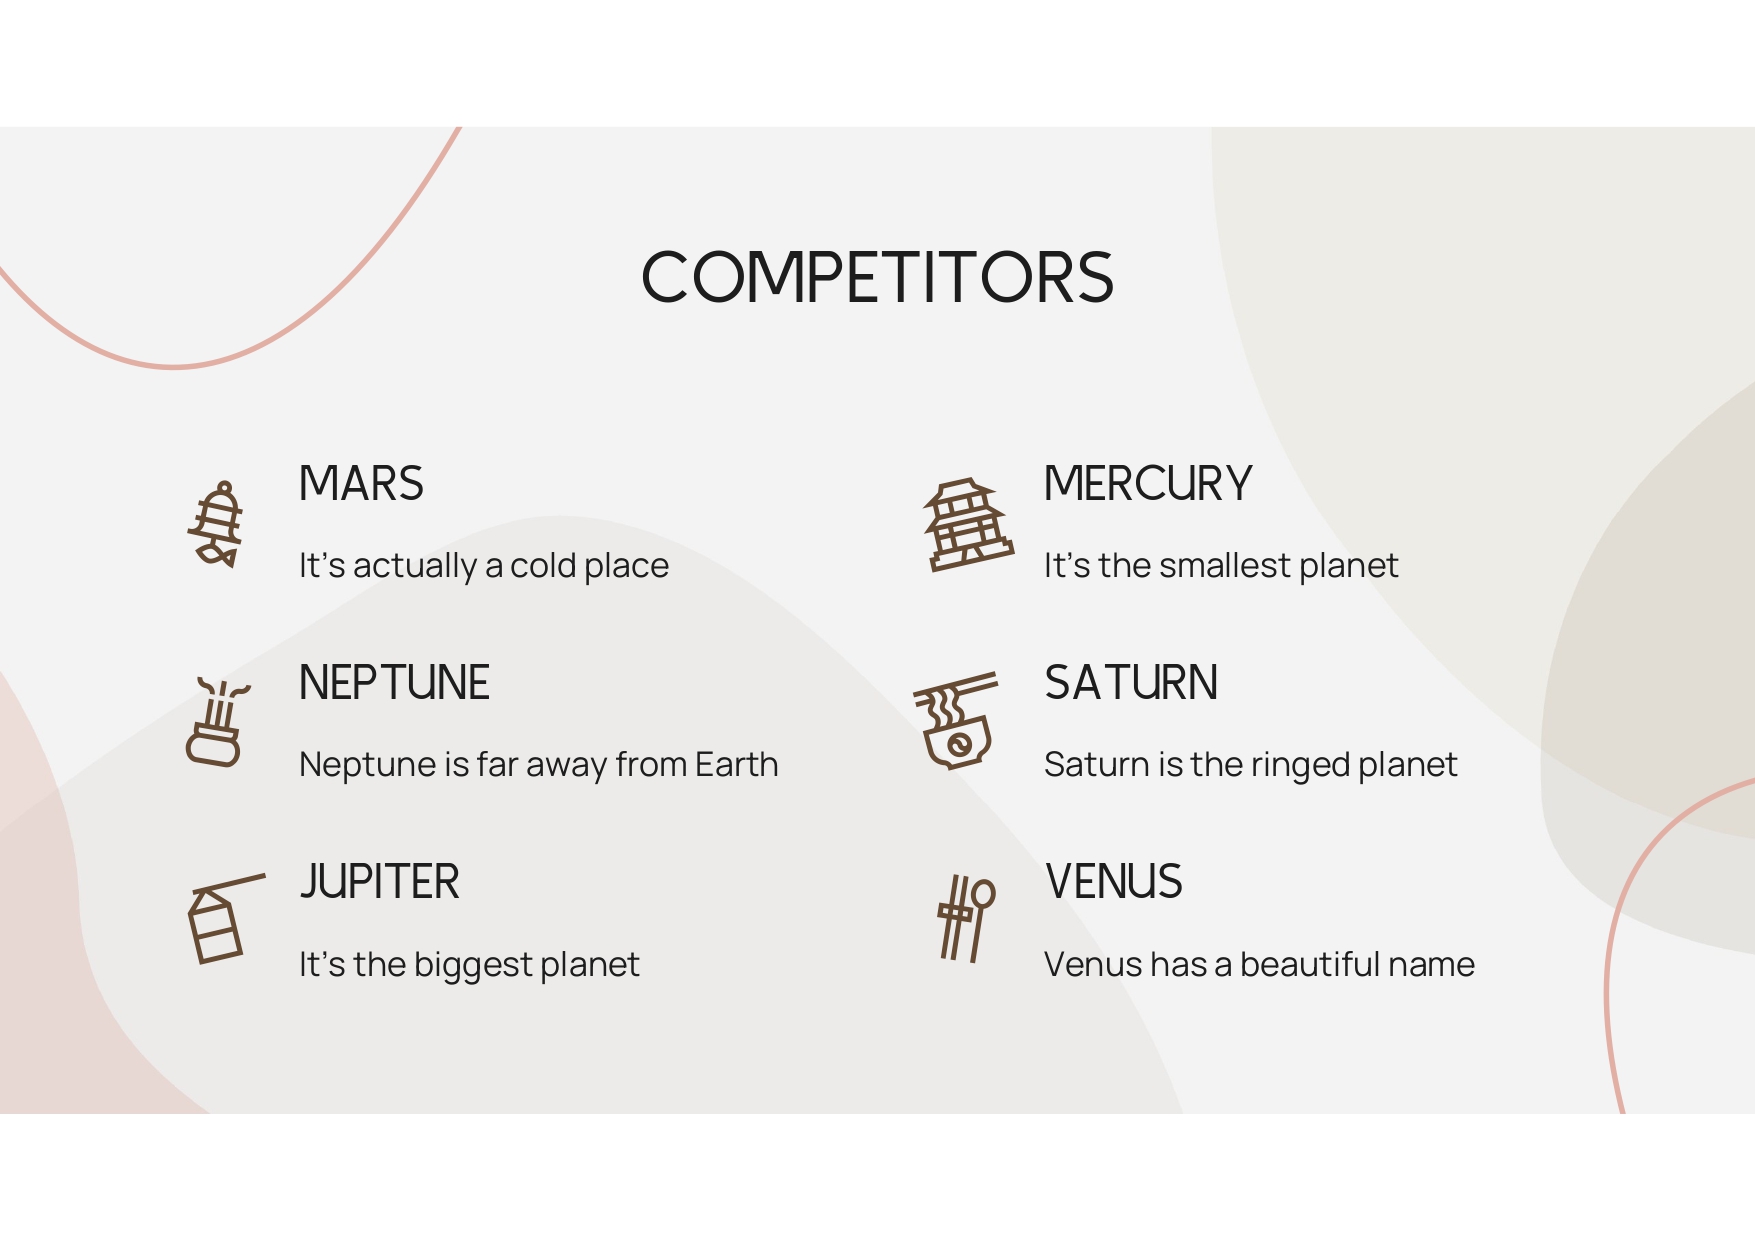 COMPETITORS
MARS
It's actually a cold place
MERCURY
It's the smallest planet
NEPTUNE
Neptune is far away from Earth
SATURN
Saturn is the ringed planet
JUPITER
It's the biggest planet
VENUS
Venus has a beautiful name